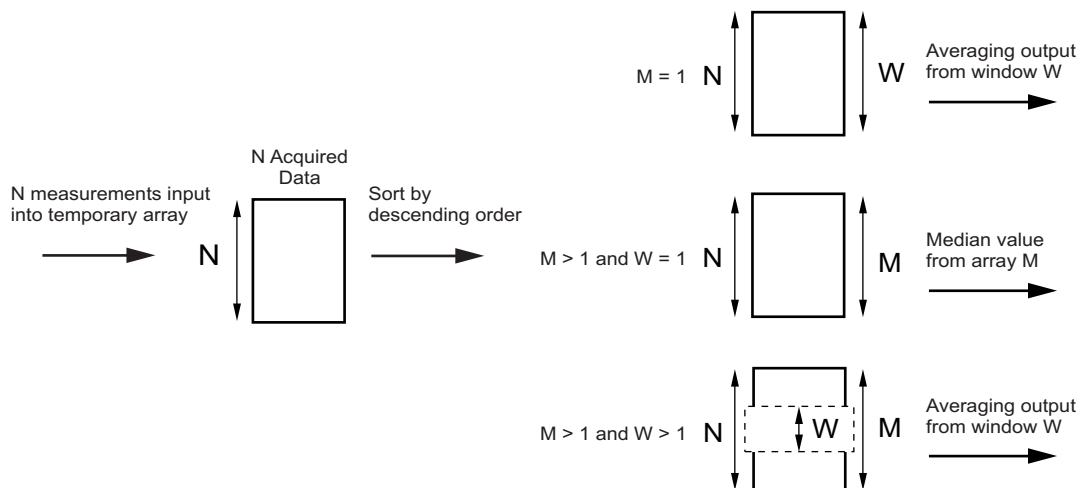 N measurements input
into temporary array
N
N Acquired
Data
Sort by
descending order
M = 1
N
W
Averaging output
from window W
M > 1 and W = 1
N
M
Median value
from array M
M > 1 and W > 1
N
W
M
Averaging output
from window W